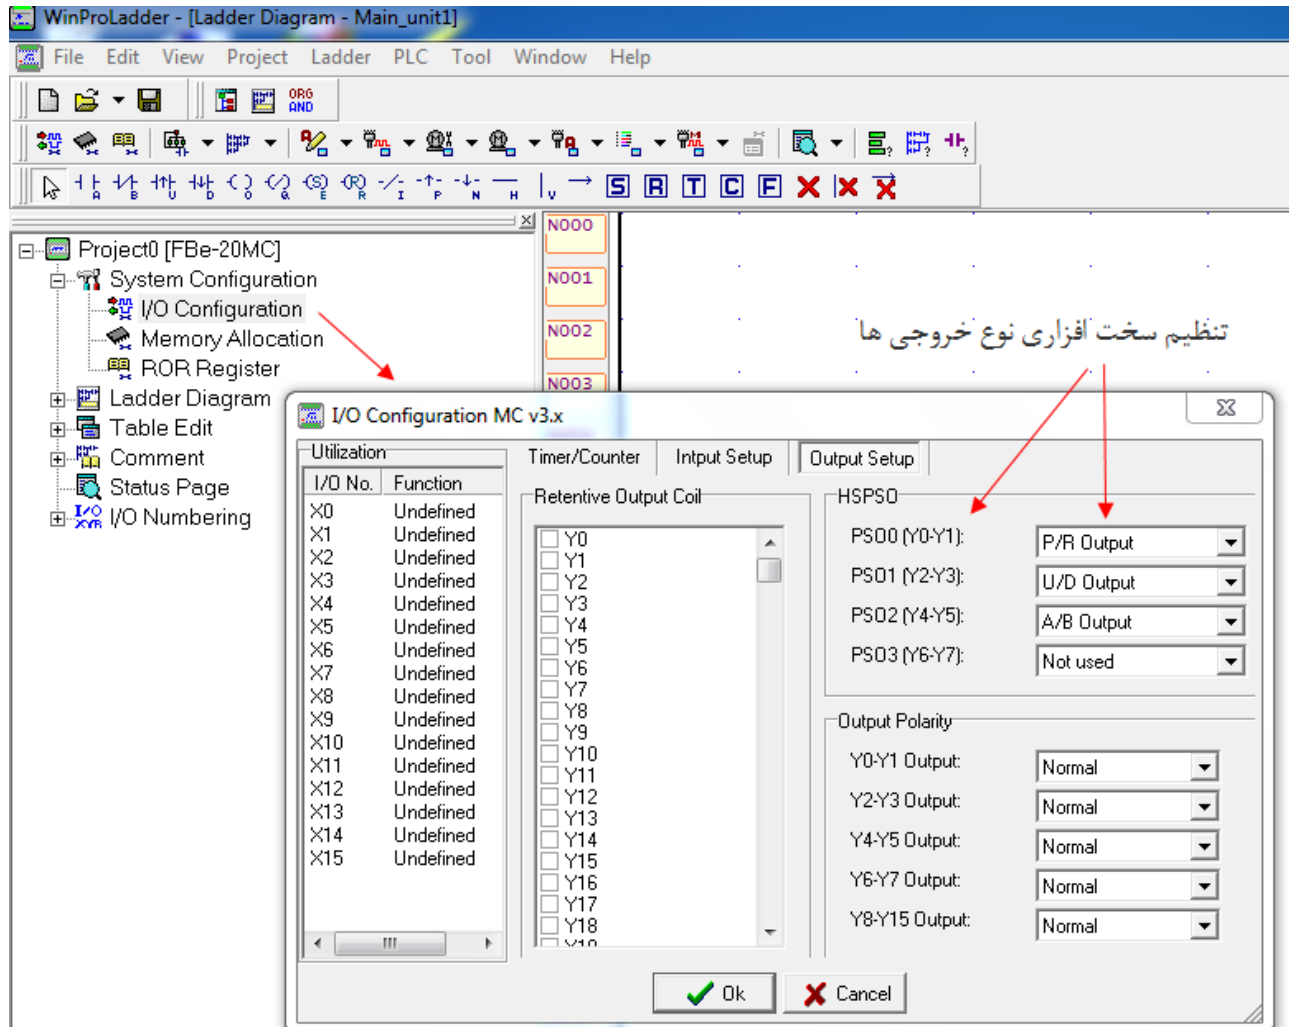 WinProLadder - [Ladder Diagram - Main_unit1]
File Edit View Project Ladder PLC Tool Window Help
ORG
AND
A B U D O Q E R I P N H V S R T C F
Project0 [FBe-20MC]
System Configuration
I/O Configuration
Memory Allocation
ROR Register
Ladder Diagram
Table Edit
Comment
Status Page
I/O Numbering
N000
N001
N002
N003
تنظیم سخت افزاری نوع خروجی ها
I/O Configuration MC v3.x
Utilization
I/O No. Function
X0 Undefined
X1 Undefined
X2 Undefined
X3 Undefined
X4 Undefined
X5 Undefined
X6 Undefined
X7 Undefined
X8 Undefined
X9 Undefined
X10 Undefined
X11 Undefined
X12 Undefined
X13 Undefined
X14 Undefined
X15 Undefined
Timer/Counter Intput Setup Output Setup
Retentive Output Coil
Y0
Y1
Y2
Y3
Y4
Y5
Y6
Y7
Y8
Y9
Y10
Y11
Y12
Y13
Y14
Y15
Y16
Y17
Y18
Y19
HSPSO
PSO0 (Y0-Y1): P/R Output
PSO1 (Y2-Y3): U/D Output
PSO2 (Y4-Y5): A/B Output
PSO3 (Y6-Y7): Not used
Output Polarity
Y0-Y1 Output: Normal
Y2-Y3 Output: Normal
Y4-Y5 Output: Normal
Y6-Y7 Output: Normal
Y8-Y15 Output: Normal
Ok Cancel